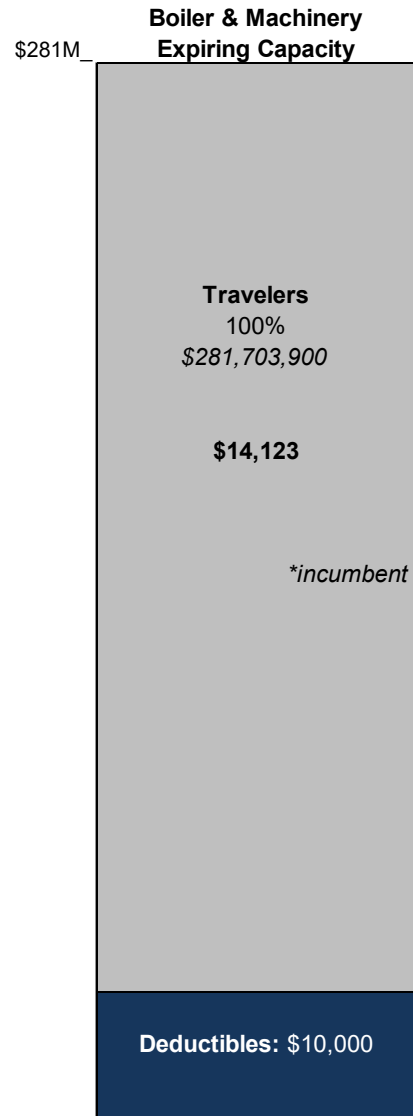 Boiler & Machinery
Expiring Capacity
$281M_
Travelers
100%
$281,703,900
$14,123
*incumbent
Deductibles: $10,000